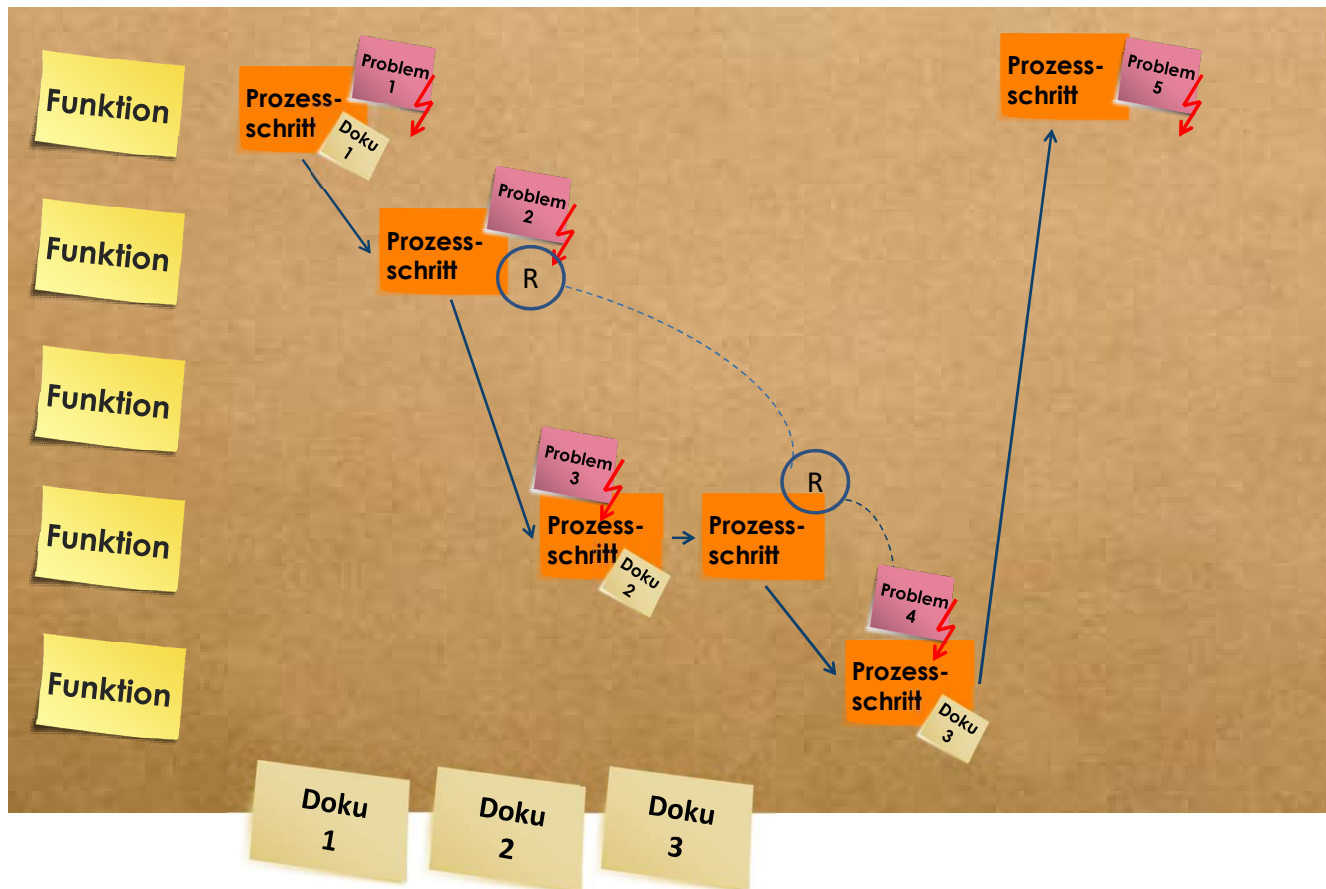 Funktion
Prozess-
schritt
Problem
1
Doku
1
Prozess-
schritt
Problem
5
Funktion
Prozess-
schritt
Problem
2
R
Funktion
Problem
3
R
Funktion
Prozess-
schritt
Doku
2
Prozess-
schritt
Problem
4
Funktion
Prozess-
schritt
Doku
3
Doku
1
Doku
2
Doku
3